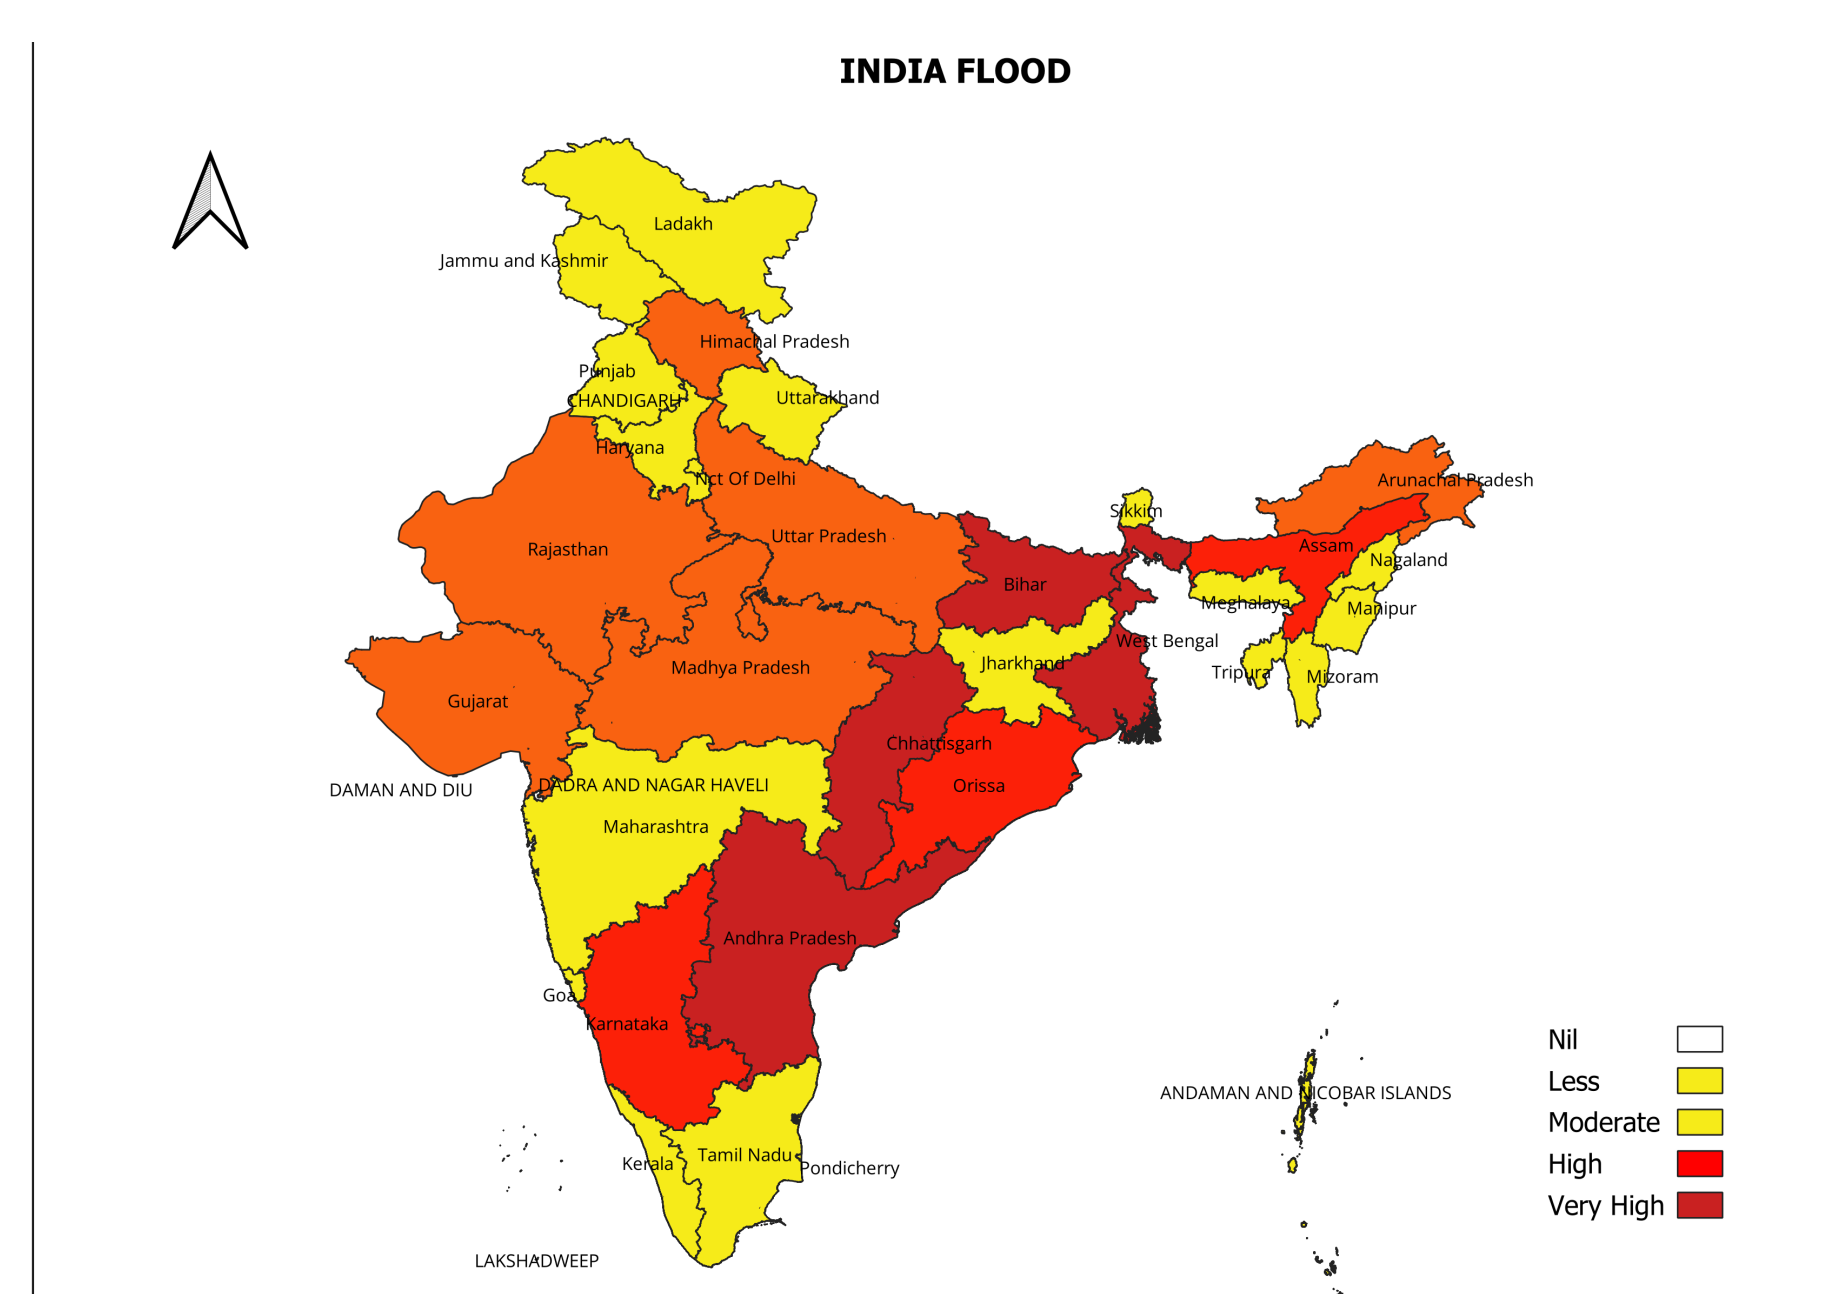 INDIA FLOOD
Ladakh
Jammu and Kashmir
Himachal Pradesh
Punjab
Uttarakhand
CHANDIGARH
Haryana
Nct Of Delhi
Arunachal Pradesh
Sikkim
Uttar Pradesh
Rajasthan
Assam
Nagaland
Bihar
Meghalaya
Manipur
West Bengal
Jharkhand
Madhya Pradesh
Tripura
Mizoram
Gujarat
Chhattisgarh
DAMAN AND DIU
DADRA AND NAGAR HAVELI
Orissa
Maharashtra
Andhra Pradesh
Goa
Karnataka
ANDAMAN AND NICOBAR ISLANDS
Tamil Nadu
Kerala
Pondicherry
LAKSHADWEEP
Nil
Less
Moderate
High
Very High